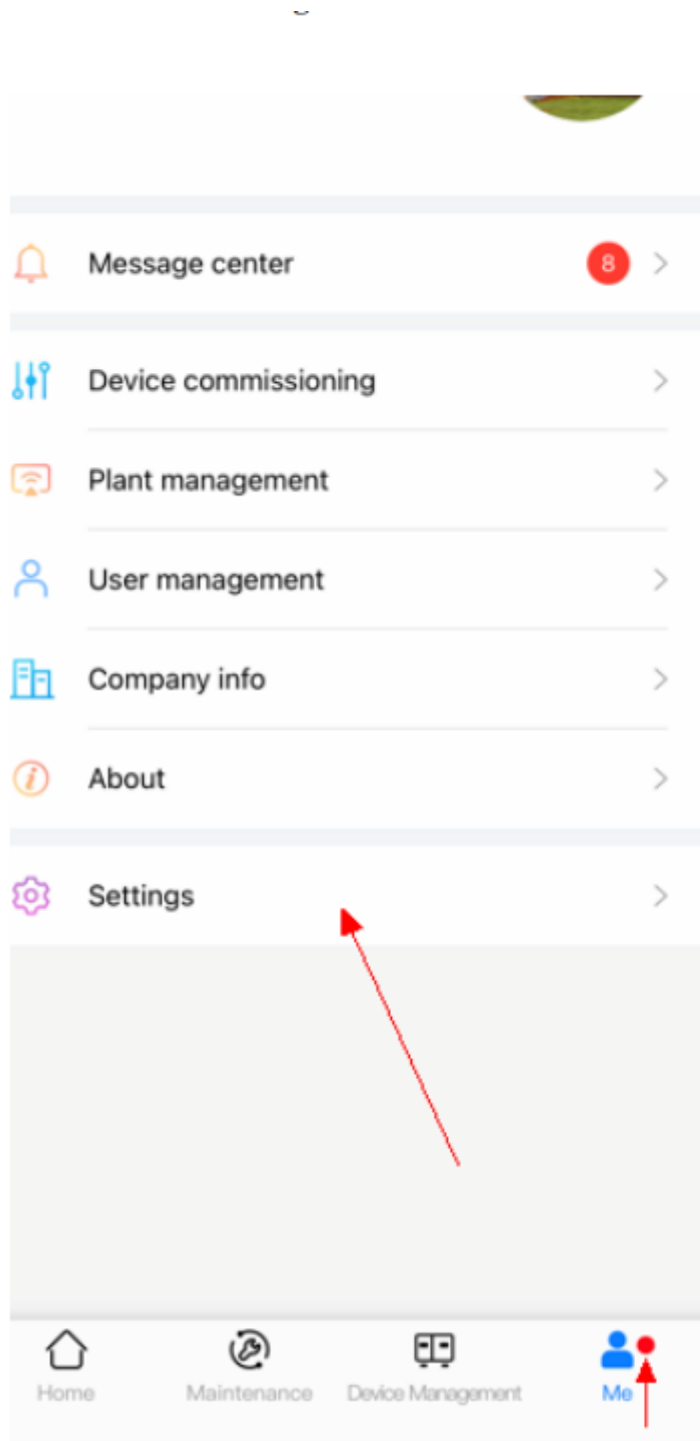 Message center
8
Device commissioning
Plant management
User management
Company info
About
Settings
Home
Maintenance
Device Management
Me